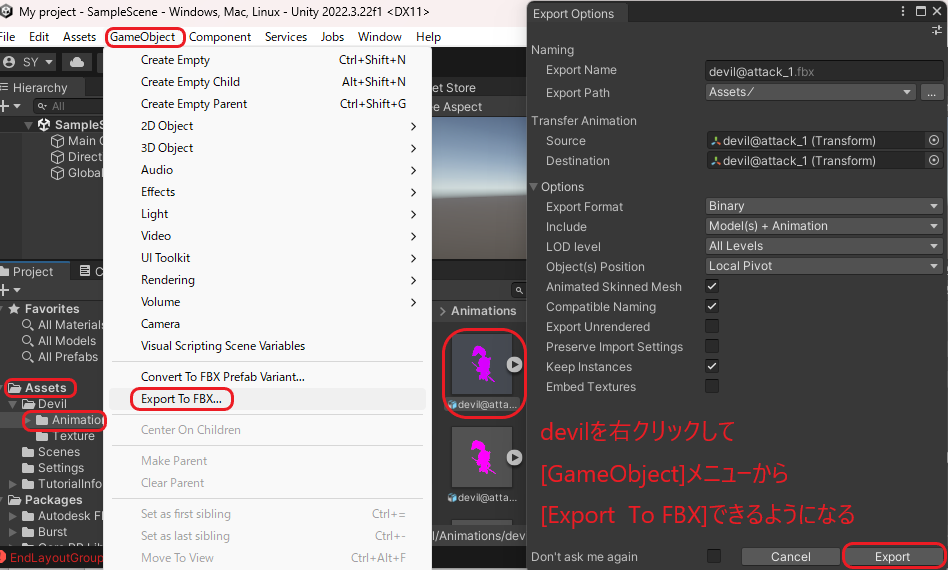 My project - SampleScene - Windows, Mac, Linux - Unity 2022.3.22f1 <DX11>
File Edit Assets GameObject Component Services Jobs Window Help
SY
Hierarchy
All
SampleS
Main C
Direct
Global
Create Empty Ctrl+Shift+N
Create Empty Child Alt+Shift+N
Create Empty Parent Ctrl+Shift+G
2D Object
3D Object
Audio
Effects
Light
Video
UI Toolkit
Rendering
Volume
Camera
Visual Scripting Scene Variables
Convert To FBX Prefab Variant...
Export To FBX...
Center On Children
Make Parent
Clear Parent
Set as first sibling Ctrl+=
Set as last sibling Ctrl+-
Move To View Ctrl+Alt+F
et Store
ee Aspect
Project
C
Favorites
All Materials
All Models
All Prefabs
Assets
Devil
Animation
Texture
Scenes
Settings
TutorialInfo
Packages
Autodesk F
Burst
EndLayoutGroup
Animations
devil@atta...
devil@atta...
l/Animations/dev
Export Options
Naming
Export Name devil@attack_1.fbx
Export Path Assets/ ...
Transfer Animation
Source devil@attack_1 (Transform)
Destination devil@attack_1 (Transform)
Options
Export Format Binary
Include Model(s) + Animation
LOD level All Levels
Object(s) Position Local Pivot
Animated Skinned Mesh
Compatible Naming
Export Unrendered
Preserve Import Settings
Keep Instances
Embed Textures
devilを右クリックして
[GameObject]メニューから
[Export To FBX]できるようになる
Don't ask me again Cancel Export